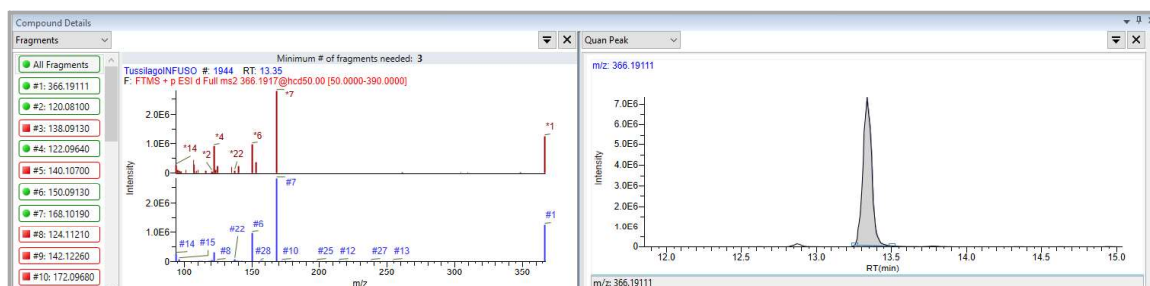 Compound Details
Fragments
All Fragments
#1: 366.19111
#2: 120.08100
#3: 138.09130
#4: 122.09640
#5: 140.10700
#6: 150.09130
#7: 168.10190
#8: 124.11210
#9: 142.12260
#10: 172.09680
Minimum # of fragments needed: 3
TussilagoINFUSO #: 1944 RT: 13.35
F: FTMS + p ESI d Full ms2 366.1917@hcd50.00 [50.0000-390.0000]
*7
2.0E6
*1
1.0E6
*14 *2 *4 *22 *6
0.0E0
Intensity
#7
2.0E6
#1
1.0E6
#6
#14 #15 #8 #22 #28 #10 #25 #12 #27 #13
0.0E0
100 150 200 250 300 350
m/z
Quan Peak
m/z: 366.19111
7.0E6
6.0E6
5.0E6
4.0E6
3.0E6
2.0E6
1.0E6
0.0E0
Intensity
12.0 12.5 13.0 13.5 14.0 14.5 15.0
RT(min)
m/z: 366.19111